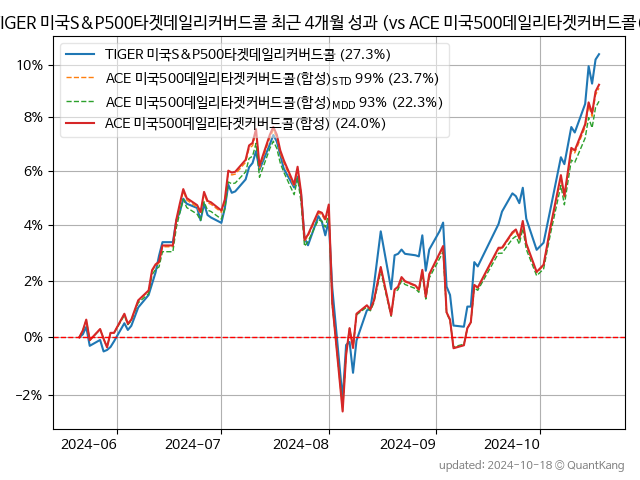 TIGER 미국S&P500타겟데일리커버드콜 최근 4개월 성과 (vs ACE 미국500데일리타겟커버드콜(
TIGER 미국S&P500타겟데일리커버드콜 (27.3%)
ACE 미국500데일리타겟커버드콜(합성)STD 99% (23.7%)
ACE 미국500데일리타겟커버드콜(합성)MDD 93% (22.3%)
ACE 미국500데일리타겟커버드콜(합성) (24.0%)
10%
8%
6%
4%
2%
0%
−2%
2024-06 2024-07 2024-08 2024-09 2024-10
updated: 2024-10-18 © QuantKang